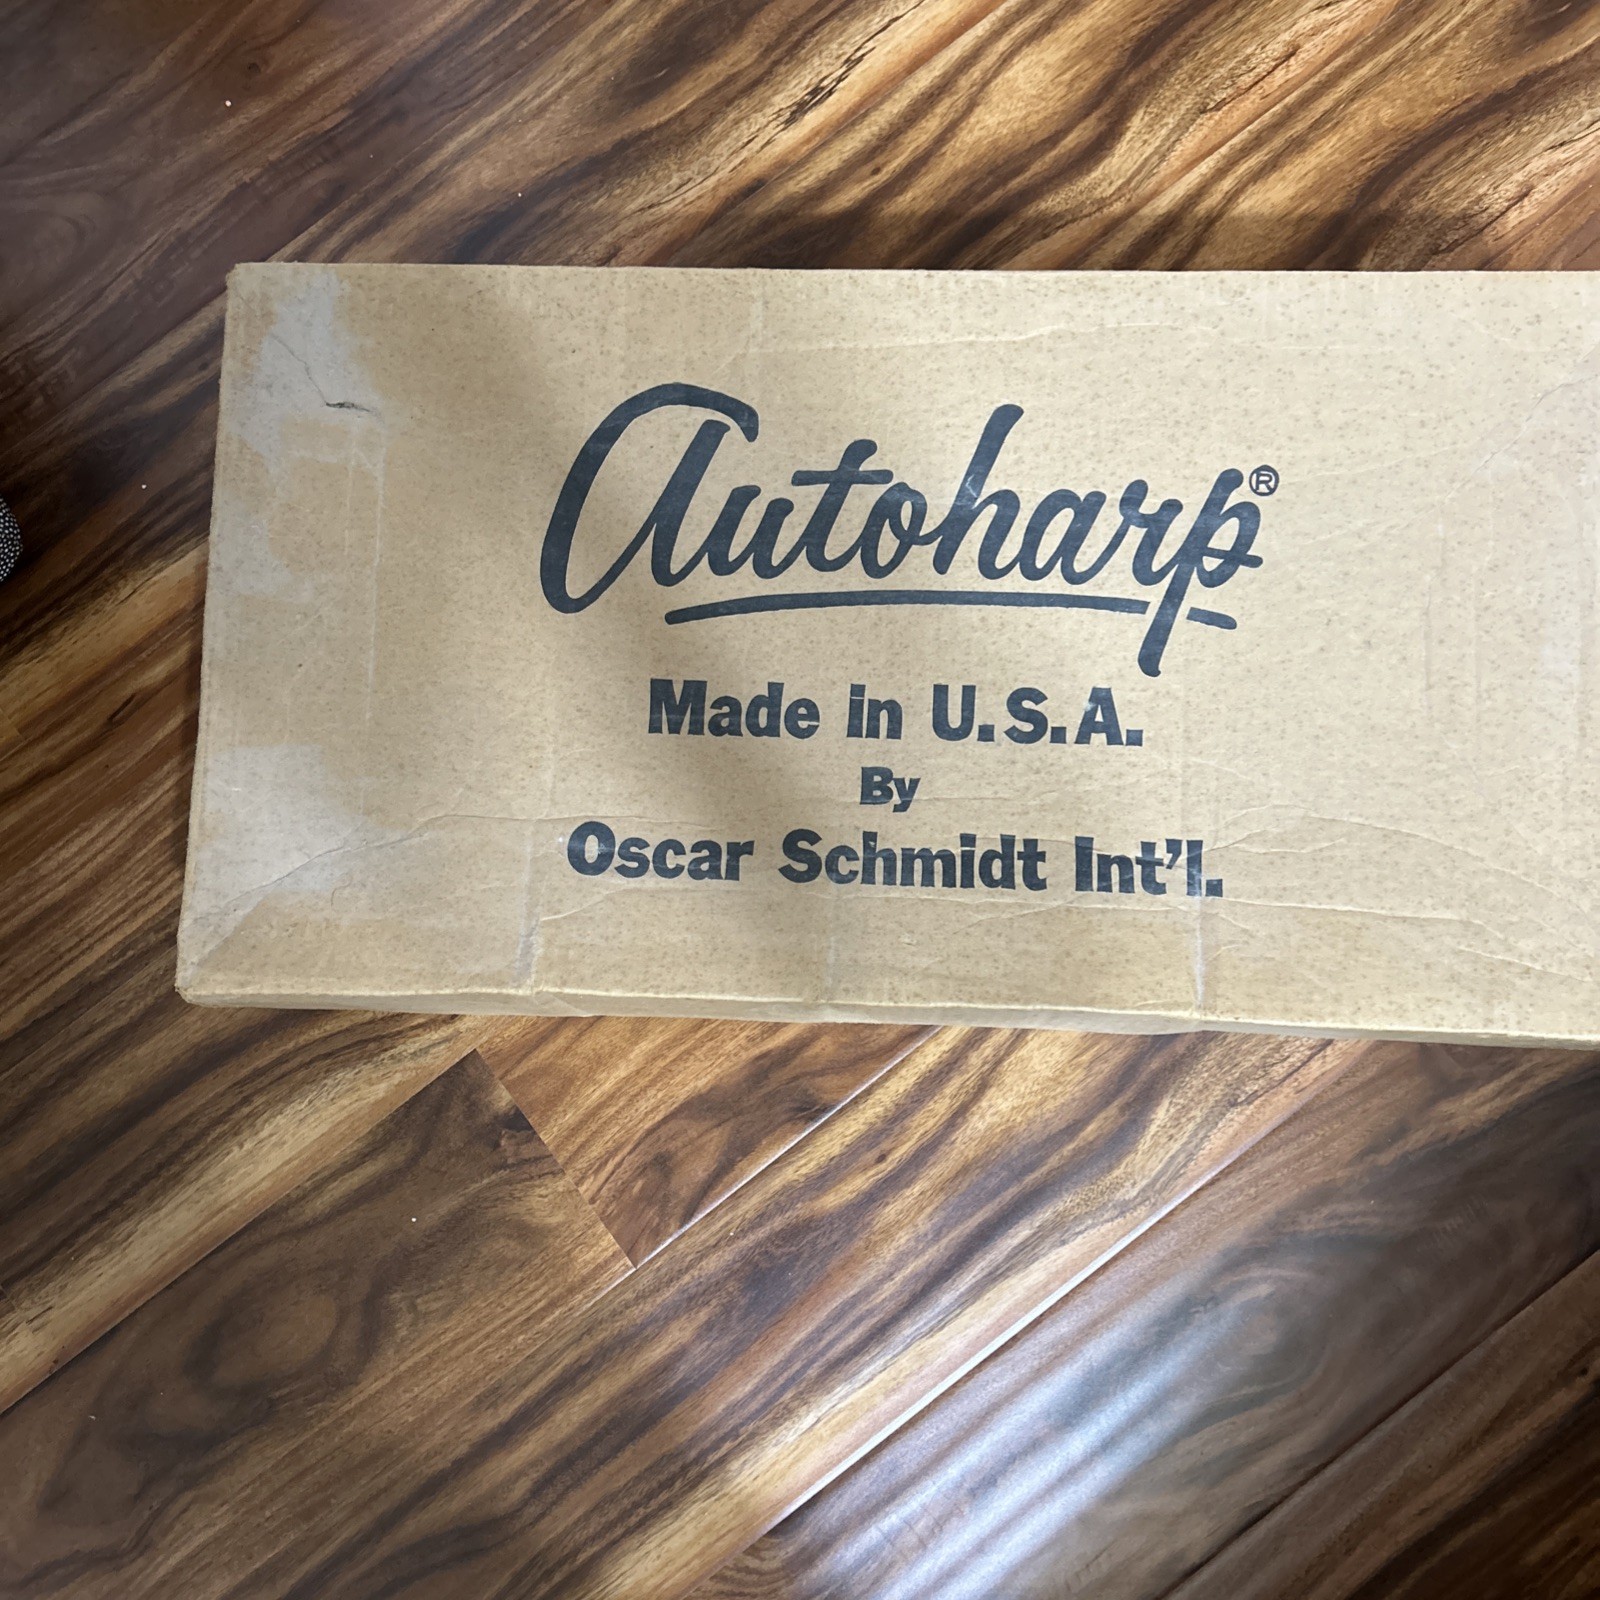 Autoharp®
Made in U.S.A.
By
Oscar Schmidt Int'l.